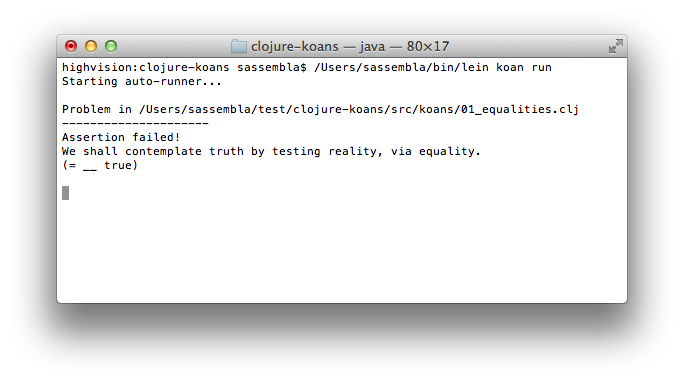 clojure-koans — java — 80×17
highvision:clojure-koans sassembla$ /Users/sassembla/bin/lein koan run
Starting auto-runner...
Problem in /Users/sassembla/test/clojure-koans/src/koans/01_equalities.clj
---------------------
Assertion failed!
We shall contemplate truth by testing reality, via equality.
(= __ true)